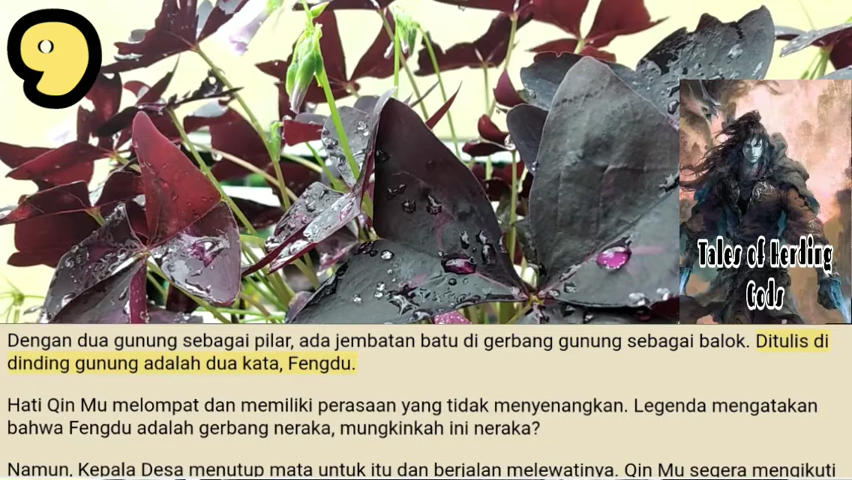 9
Tales of Herding
Gods
Dengan dua gunung sebagai pilar, ada jembatan batu di gerbang gunung sebagai balok. Ditulis di
dinding gunung adalah dua kata, Fengdu.
Hati Qin Mu melompat dan memiliki perasaan yang tidak menyenangkan. Legenda mengatakan
bahwa Fengdu adalah gerbang neraka, mungkinkah ini neraka?
Namun, Kepala Desa menutup mata untuk itu dan berjalan melewatinya. Qin Mu segera mengikuti